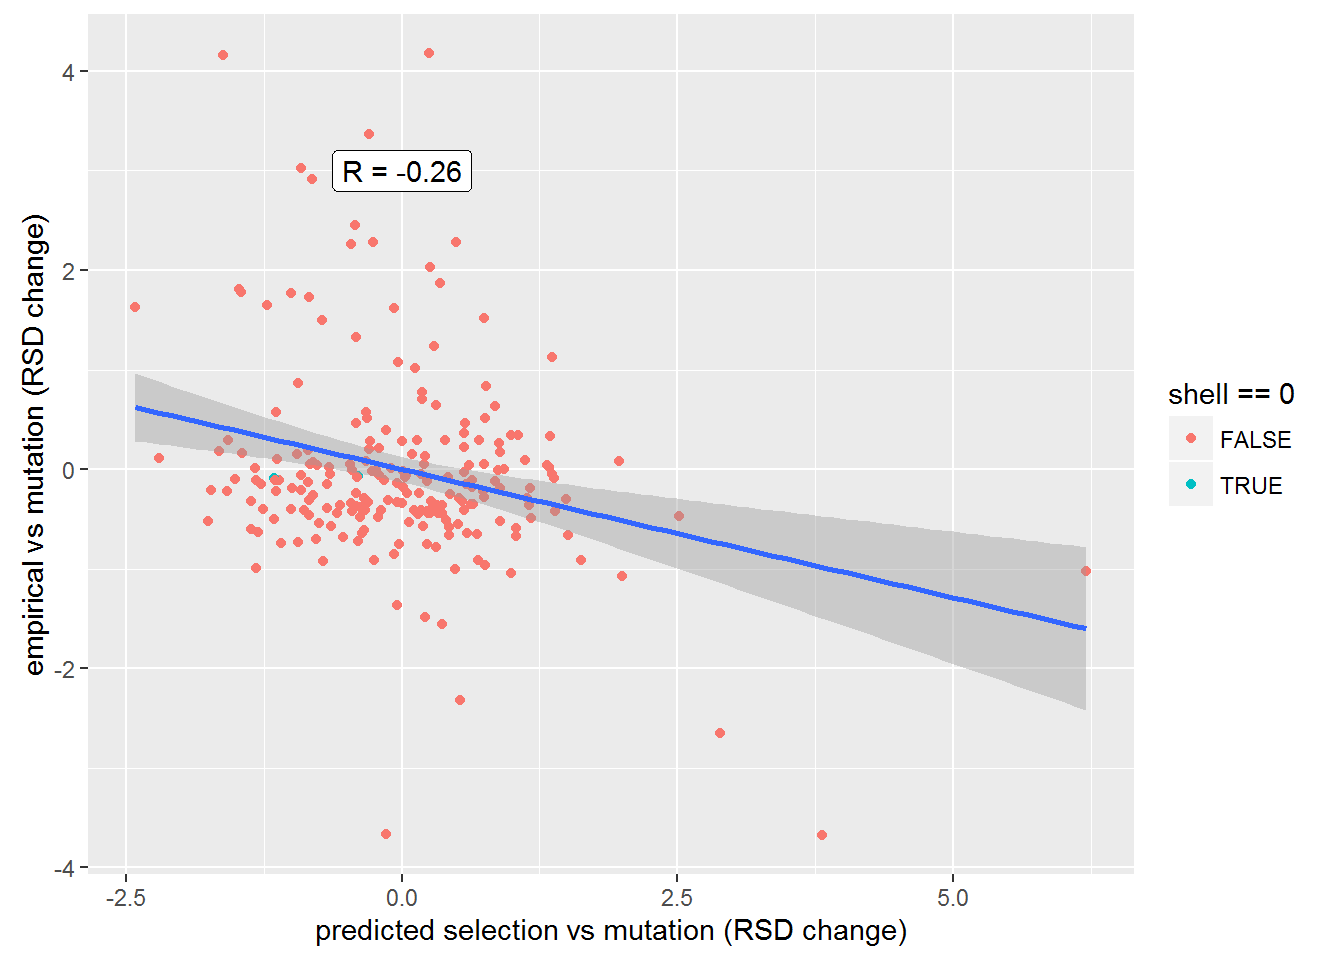 4
2
0
-2
-4
-2.5
0.0
2.5
5.0
R = -0.26
empirical vs mutation (RSD change)
predicted selection vs mutation (RSD change)
shell == 0
FALSE
TRUE